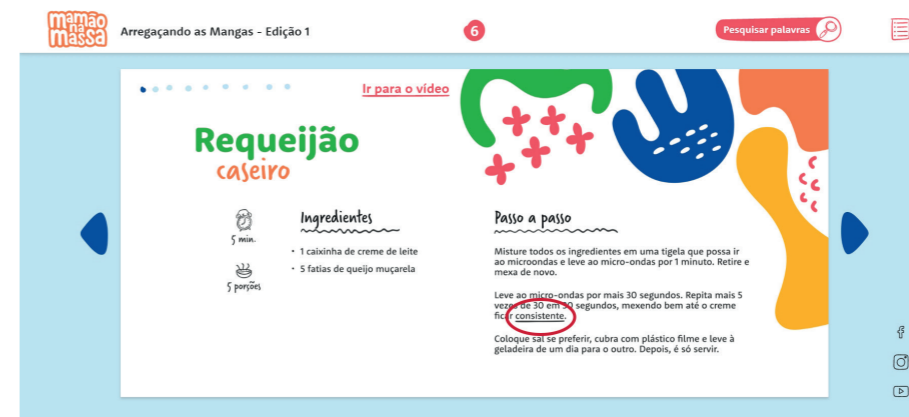 mamão
na
massa
Arregaçando as Mangas - Edição 1
6
Pesquisar palavras
Ir para o vídeo
Requeijão
caseiro
5 min.
5 porções
Ingredientes
• 1 caixinha de creme de leite
• 5 fatias de queijo muçarela
Passo a passo
Misture todos os ingredientes em uma tigela que possa ir
ao microondas e leve ao micro-ondas por 1 minuto. Retire e
mexa de novo.
Leve ao micro-ondas por mais 30 segundos. Repita mais 5
vezes de 30 em 30 segundos, mexendo bem até o creme
ficar consistente.
Coloque sal se preferir, cubra com plástico filme e leve à
geladeira de um dia para o outro. Depois, é só servir.